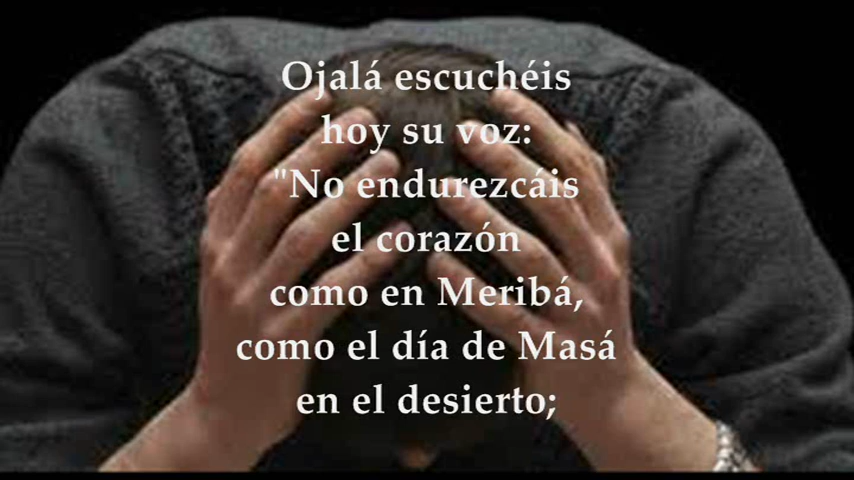 Ojalá escuchéis
hoy su voz:
"No endurezcáis
el corazón
como en Meribá,
como el día de Masá
en el desierto;